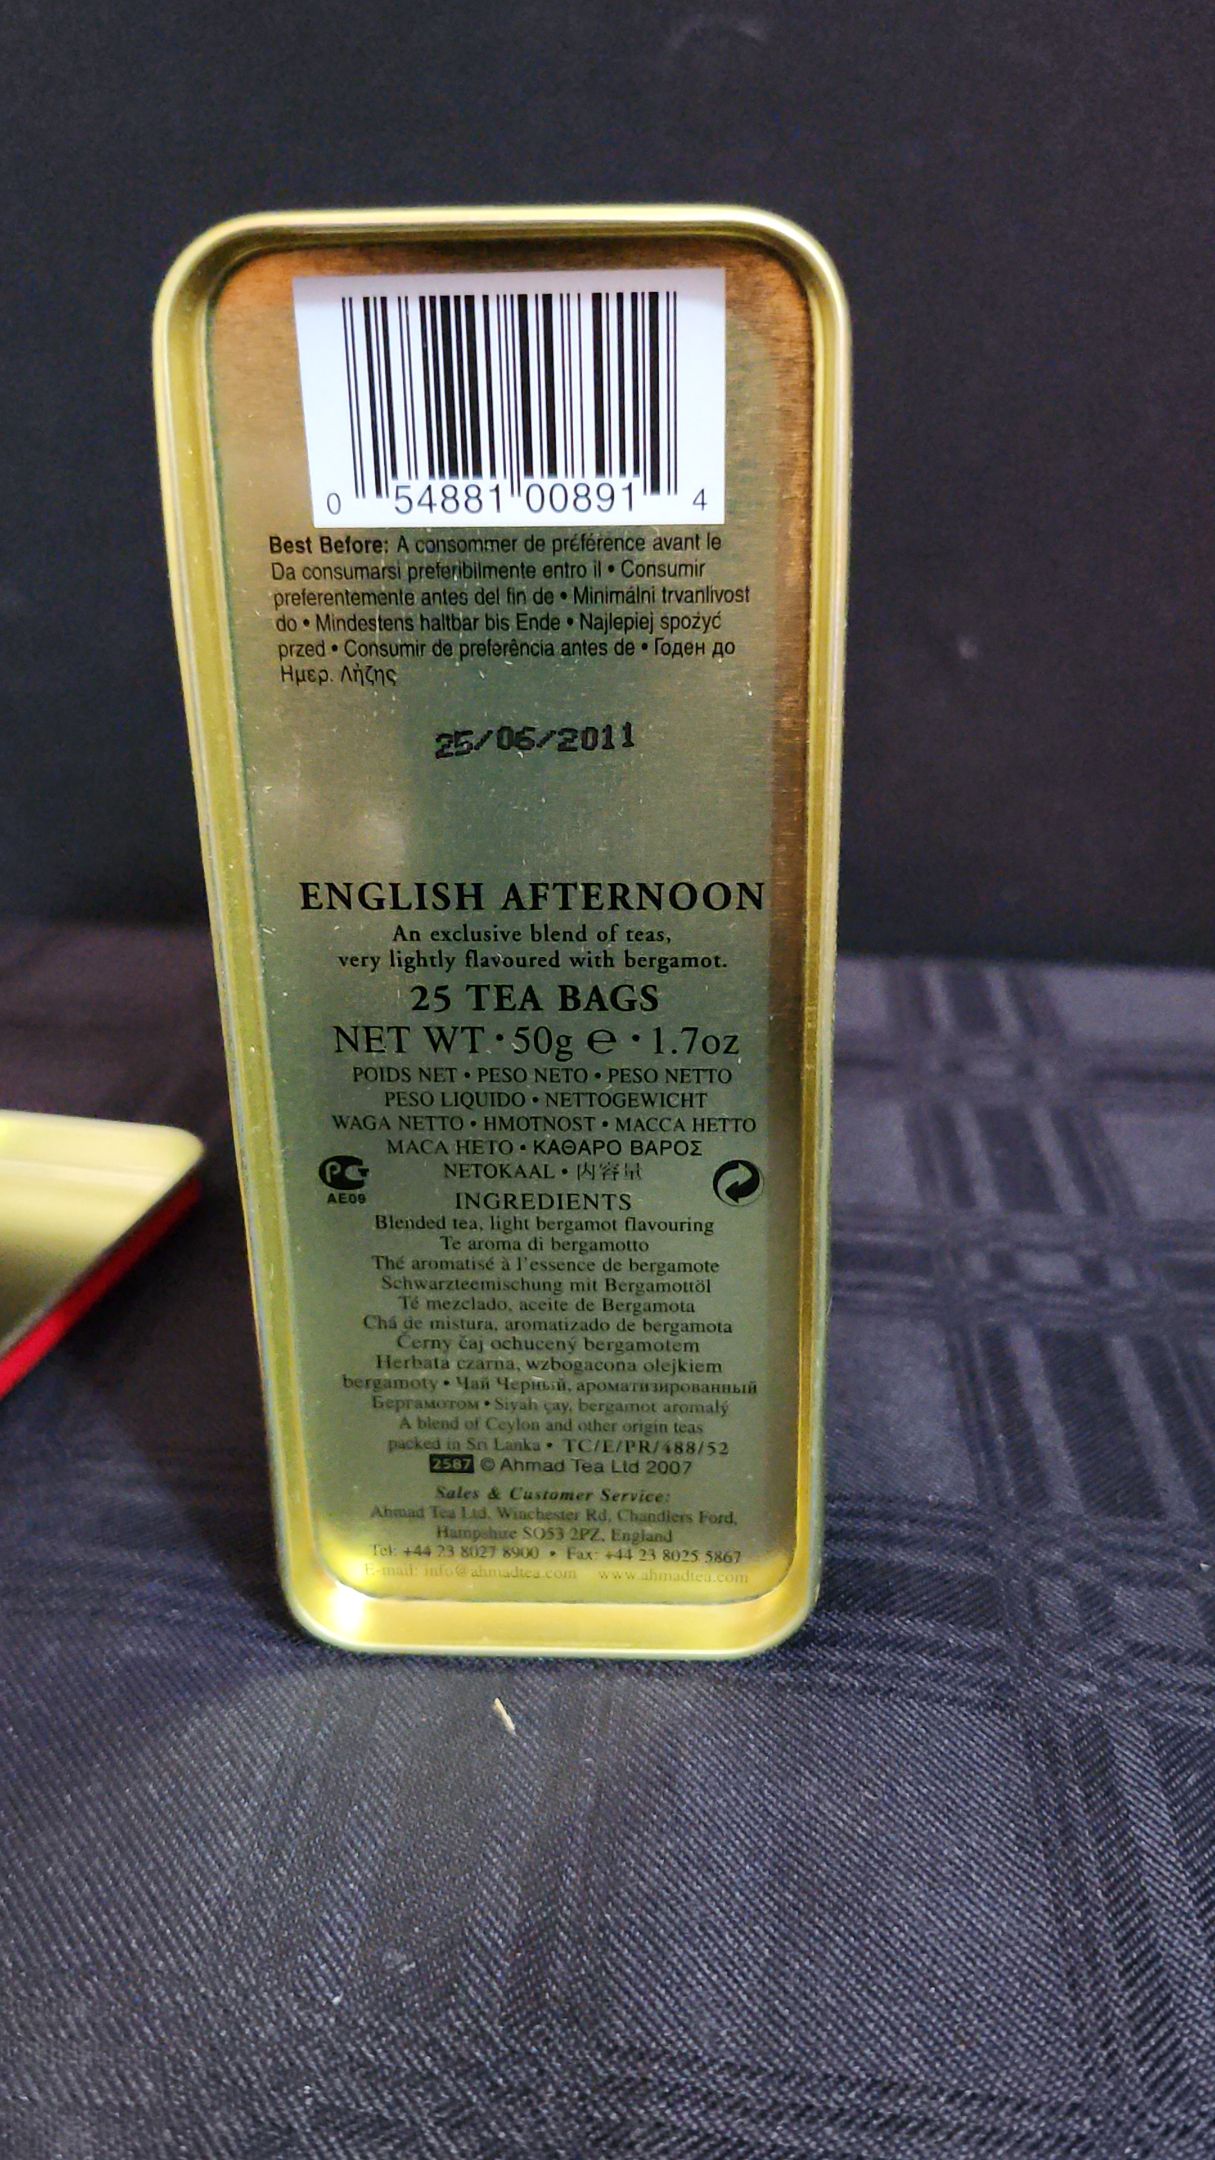 0 54881 00891 4
Best Before: A consommer de préférence avant le
Da consumarsi preferibilmente entro il • Consumir
preferentemente antes del fin de • Minimálni trvanlivost
do • Mindestens haltbar bis Ende • Najlepiej spożyć
przed • Consumir de preferência antes de • Годен до
Ημερ. Λήζης
25/06/2011
ENGLISH AFTERNOON
An exclusive blend of teas,
very lightly flavoured with bergamot.
25 TEA BAGS
NET WT • 50g e • 1.7oz
POIDS NET • PESO NETO • PESO NETTO
PESO LIQUIDO • NETTOGEWICHT
WAGA NETTO • HMOTNOST • МАССА НЕТТО
МАСА НЕТО • ΚΑΘΑΡΟ ΒΑΡΟΣ
NETOKAAL • 内容量
РСТ
AE09
INGREDIENTS
Blended tea, light bergamot flavouring
Te aroma di bergamotto
Thé aromatisé à l'essence de bergamote
Schwarzteemischung mit Bergamottöl
Té mezclado, aceite de Bergamota
Chá de mistura, aromatizado de bergamota
Černy čaj ochucený bergamotem
Herbata czarna, wzbogacona olejkiem
bergamoty • Чай Черный, ароматизированный
Бергамотом • Siyah çay, bergamot aromalý
A blend of Ceylon and other origin teas
packed in Sri Lanka • TC/E/PR/488/52
2587 © Ahmad Tea Ltd 2007
Sales & Customer Service:
Ahmad Tea Ltd, Winchester Rd, Chandlers Ford,
Hampshire SO53 2PZ, England
Tel: +44 23 8027 8900 • Fax: +44 23 8025 5867
E-mail: info@ahmadtea.com www.ahmadtea.com